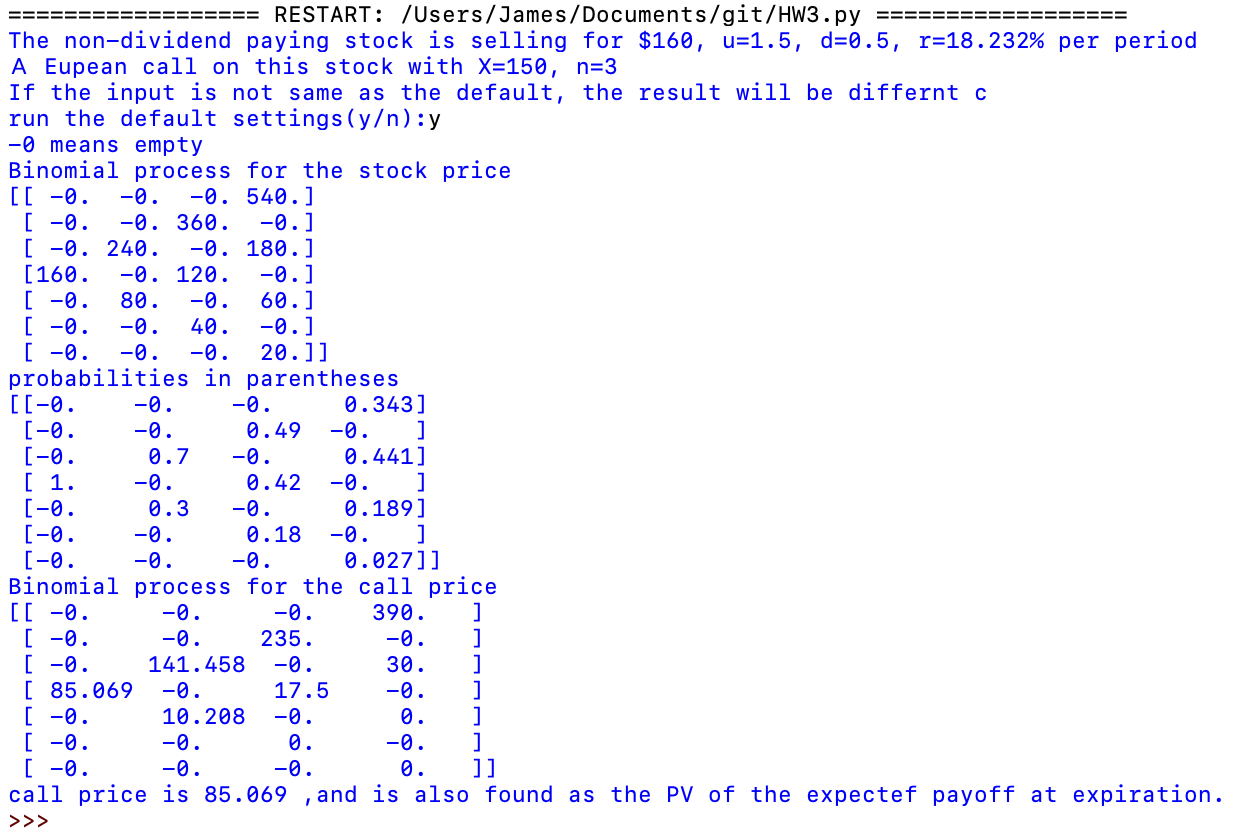 ================== RESTART: /Users/James/Documents/git/HW3.py ==================
The non-dividend paying stock is selling for $160, u=1.5, d=0.5, r=18.232% per period
A Eupean call on this stock with X=150, n=3
If the input is not same as the default, the result will be differnt c
run the default settings(y/n):y
-0 means empty
Binomial process for the stock price
[[ -0.  -0.  -0. 540.]
 [ -0.  -0. 360.  -0.]
 [ -0. 240.  -0. 180.]
 [160.  -0. 120.  -0.]
 [ -0.  80.  -0.  60.]
 [ -0.  -0.  40.  -0.]
 [ -0.  -0.  -0.  20.]]
probabilities in parentheses
[[-0.    -0.    -0.     0.343]
 [-0.    -0.     0.49  -0.   ]
 [-0.     0.7   -0.     0.441]
 [ 1.    -0.     0.42  -0.   ]
 [-0.     0.3   -0.     0.189]
 [-0.    -0.     0.18  -0.   ]
 [-0.    -0.    -0.     0.027]]
Binomial process for the call price
[[ -0.     -0.     -0.    390.   ]
 [ -0.     -0.    235.     -0.   ]
 [ -0.    141.458  -0.     30.   ]
 [ 85.069  -0.     17.5    -0.   ]
 [ -0.     10.208  -0.      0.   ]
 [ -0.     -0.      0.     -0.   ]
 [ -0.     -0.     -0.      0.   ]]
call price is 85.069 ,and is also found as the PV of the expectef payoff at expiration.
>>>